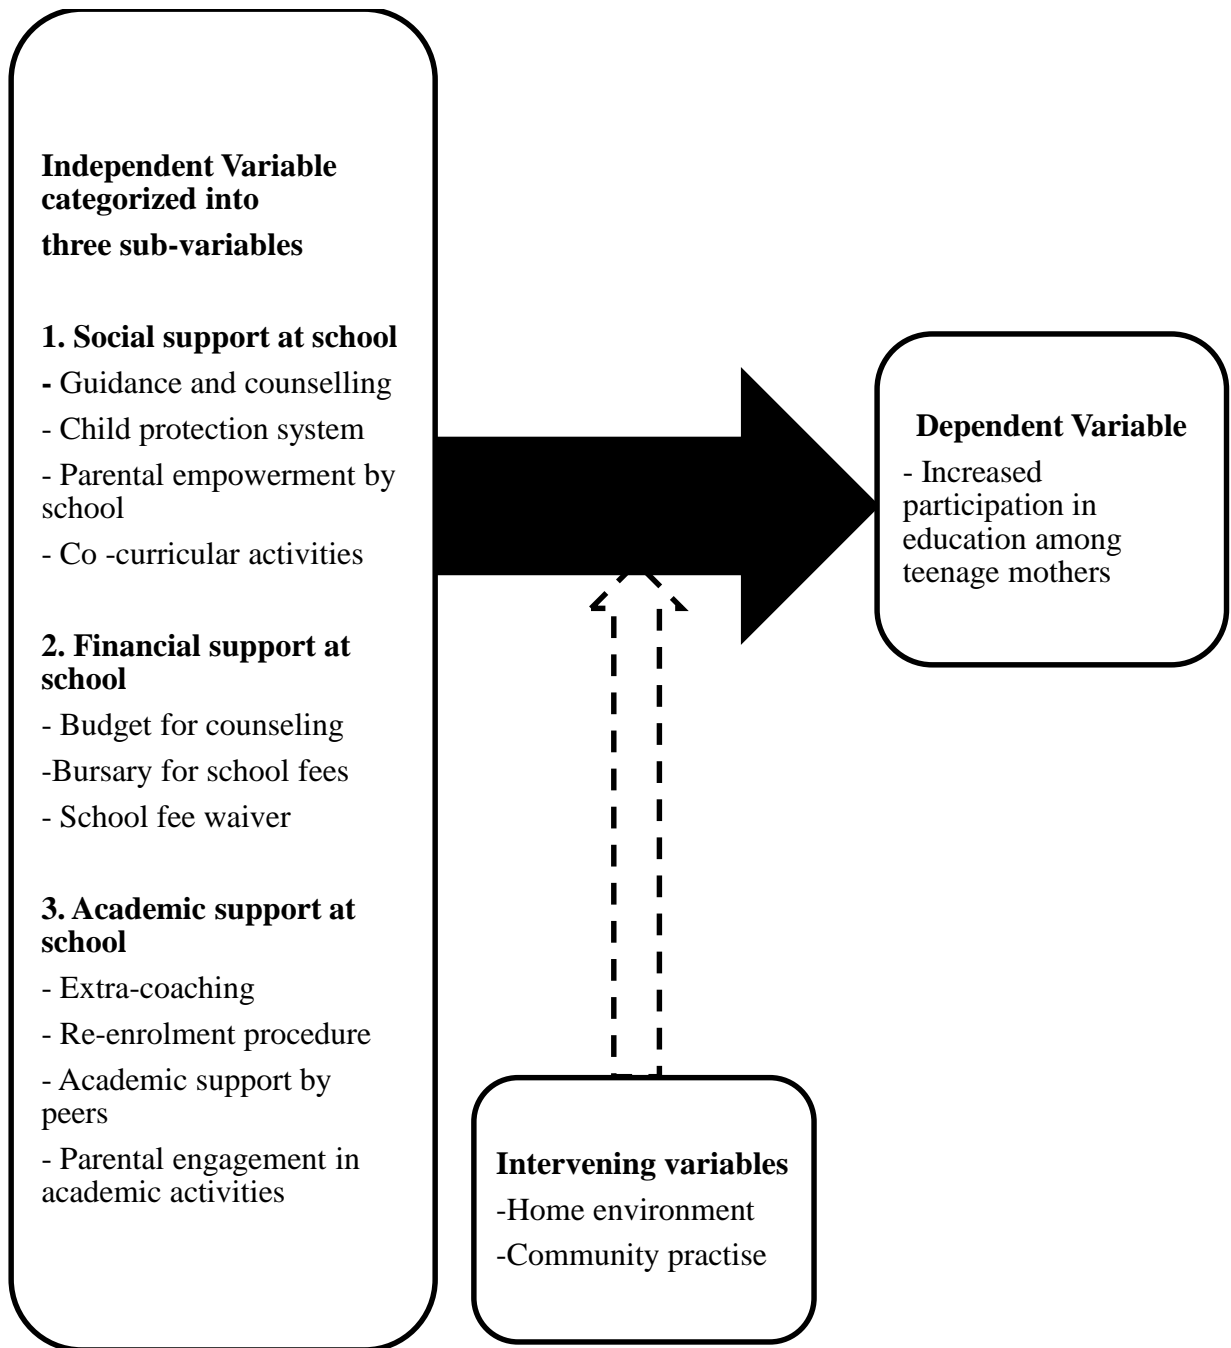 Independent Variable
categorized into
three sub-variables
1. Social support at school
- Guidance and counselling
- Child protection system
- Parental empowerment by
school
- Co -curricular activities
2. Financial support at
school
- Budget for counseling
-Bursary for school fees
- School fee waiver
3. Academic support at
school
- Extra-coaching
- Re-enrolment procedure
- Academic support by
peers
- Parental engagement in
academic activities
Dependent Variable
- Increased
participation in
education among
teenage mothers
Intervening variables
-Home environment
-Community practise